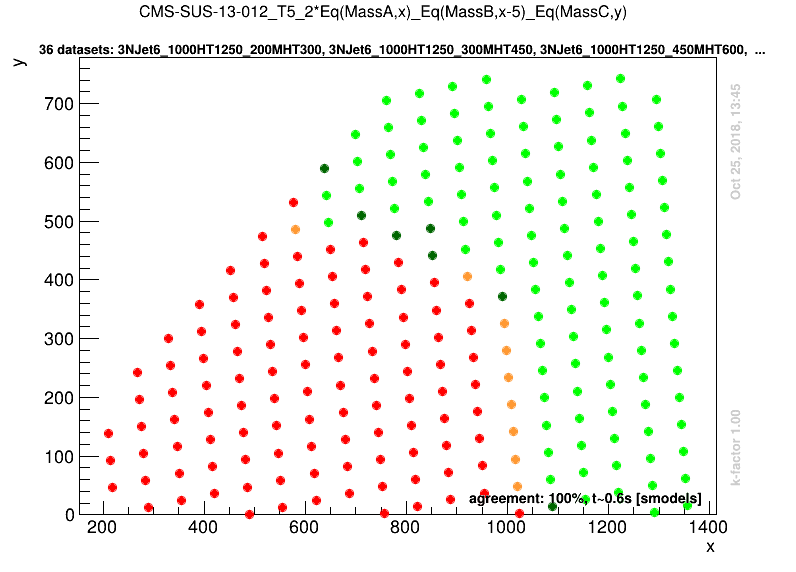 CMS-SUS-13-012_T5_2*Eq(MassA,x)_Eq(MassB,x-5)_Eq(MassC,y)
36 datasets: 3NJet6_1000HT1250_200MHT300, 3NJet6_1000HT1250_300MHT450, 3NJet6_1000HT1250_450MHT600, ...
y
700
600
500
400
300
200
100
0
Oct 25, 2018, 13:45
k-factor 1.00
agreement: 100%, t~0.6s [smodels]
200 400 600 800 1000 1200 1400
x